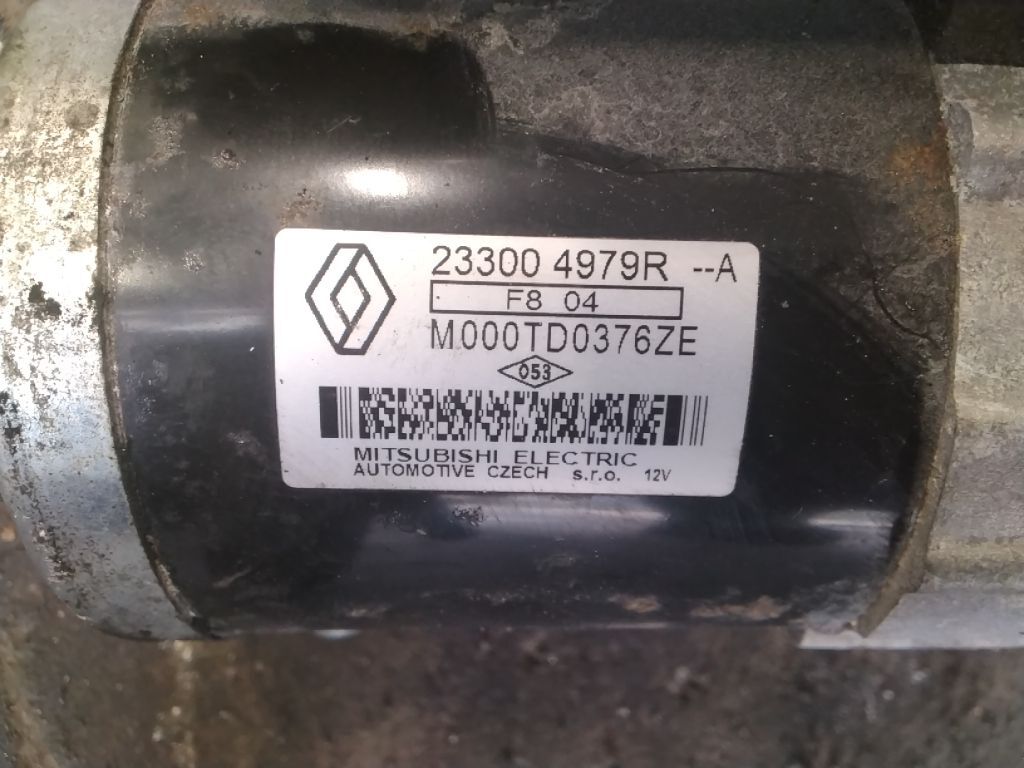 23300 4979R --A
F8 04
M000TD0376ZE
053
MITSUBISHI ELECTRIC
AUTOMOTIVE CZECH s.r.o. 12V